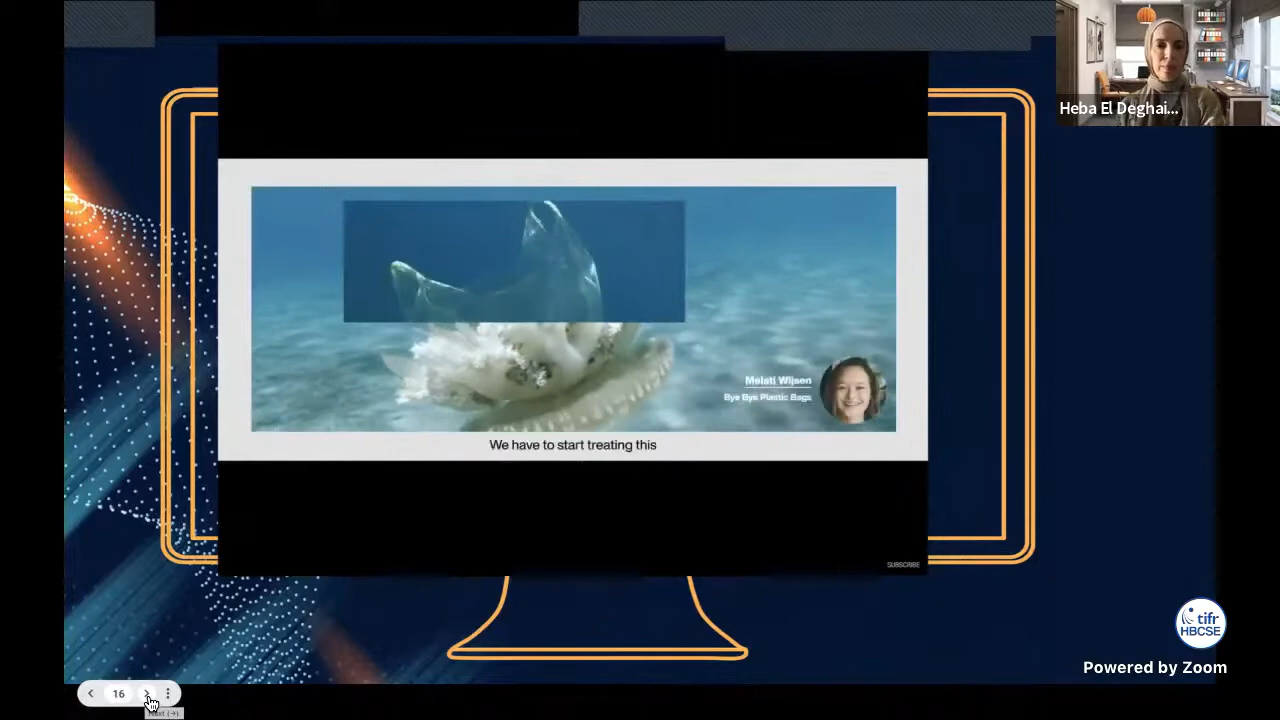 Heba El Deghai...
Melati Wijsen
Bye Bye Plastic Bags
We have to start treating this
SUBSCRIBE
tifr
HBCSE
Powered by Zoom
16
Next (→)